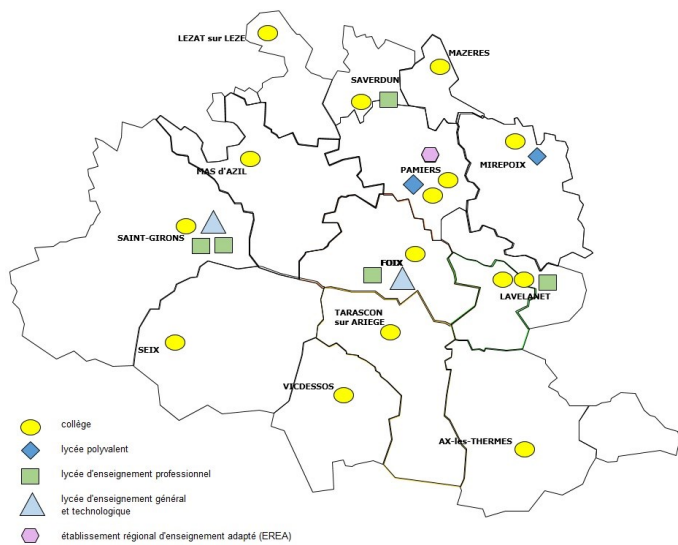 LEZAT sur LEZE
MAZERES
SAVERDUN
MAS d'AZIL
PAMIERS
MIREPOIX
SAINT-GIRONS
FOIX
LAVELANET
TARASCON
sur ARIEGE
SEIX
VICDESSOS
AX-les-THERMES
collège
lycée polyvalent
lycée d'enseignement professionnel
lycée d'enseignement général
et technologique
établissement régional d'enseignement adapté (EREA)